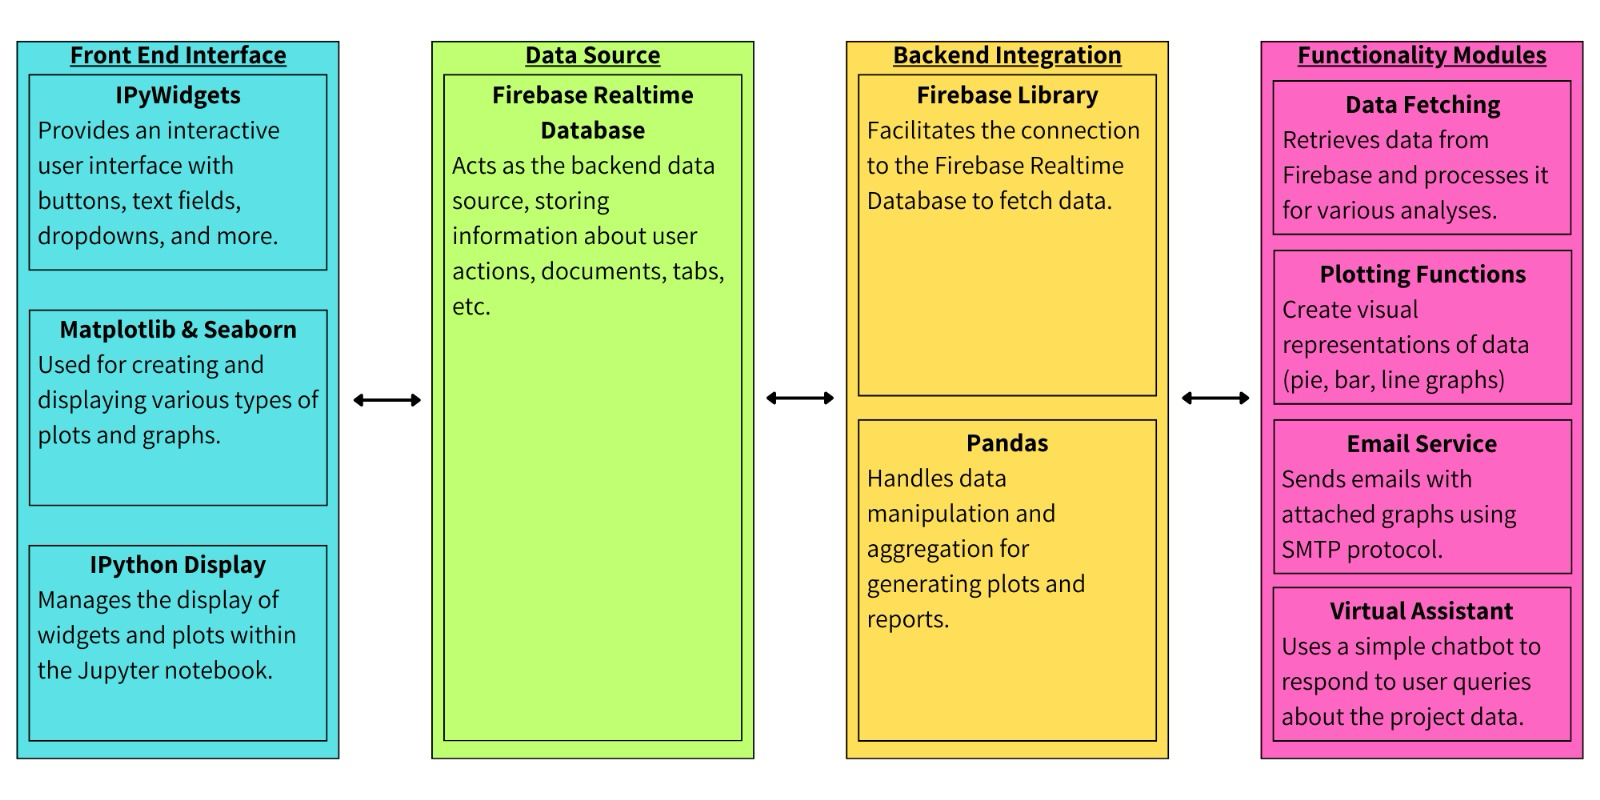 Front End Interface
IPyWidgets
Provides an interactive
user interface with
buttons, text fields,
dropdowns, and more.
Matplotlib & Seaborn
Used for creating and
displaying various types of
plots and graphs.
IPython Display
Manages the display of
widgets and plots within
the Jupyter notebook.
Data Source
Firebase Realtime
Database
Acts as the backend data
source, storing
information about user
actions, documents, tabs,
etc.
Backend Integration
Firebase Library
Facilitates the connection
to the Firebase Realtime
Database to fetch data.
Pandas
Handles data
manipulation and
aggregation for
generating plots and
reports.
Functionality Modules
Data Fetching
Retrieves data from
Firebase and processes it
for various analyses.
Plotting Functions
Create visual
representations of data
(pie, bar, line graphs)
Email Service
Sends emails with
attached graphs using
SMTP protocol.
Virtual Assistant
Uses a simple chatbot to
respond to user queries
about the project data.